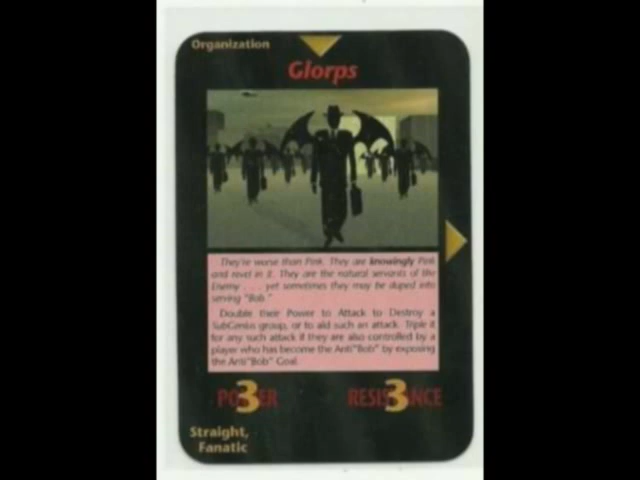 Organization
Glorps
They're worse than Pink. They are knowingly Pink
and revel in it. They are the natural servants of the
Enemy . . . yet sometimes they may be duped into
serving "Bob."
Double their Power to Attack to Destroy a
SubGenius group, or to aid such an attack. Triple it
for any such attack if they are also controlled by a
player who has become the Anti"Bob" by exposing
the Anti"Bob" Goal.
POWER 3
RESISTANCE 3
Straight,
Fanatic